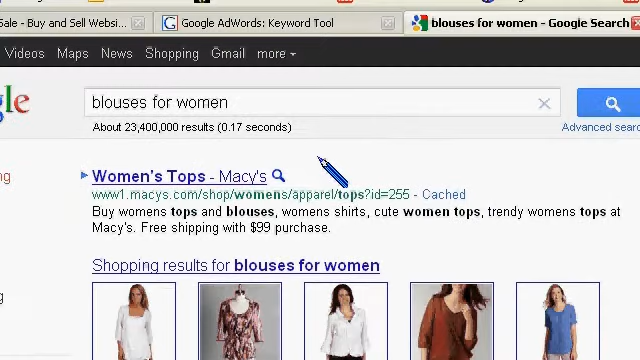 Sale - Buy and Sell Websi...
Google AdWords: Keyword Tool
blouses for women - Google Search
Videos Maps News Shopping Gmail more
gle
blouses for women
About 23,400,000 results (0.17 seconds)
Advanced searc
Women's Tops - Macy's
www1.macys.com/shop/womens/apparel/tops?id=255 - Cached
Buy womens tops and blouses, womens shirts, cute women tops, trendy womens tops at
Macy's. Free shipping with $99 purchase.
Shopping results for blouses for women